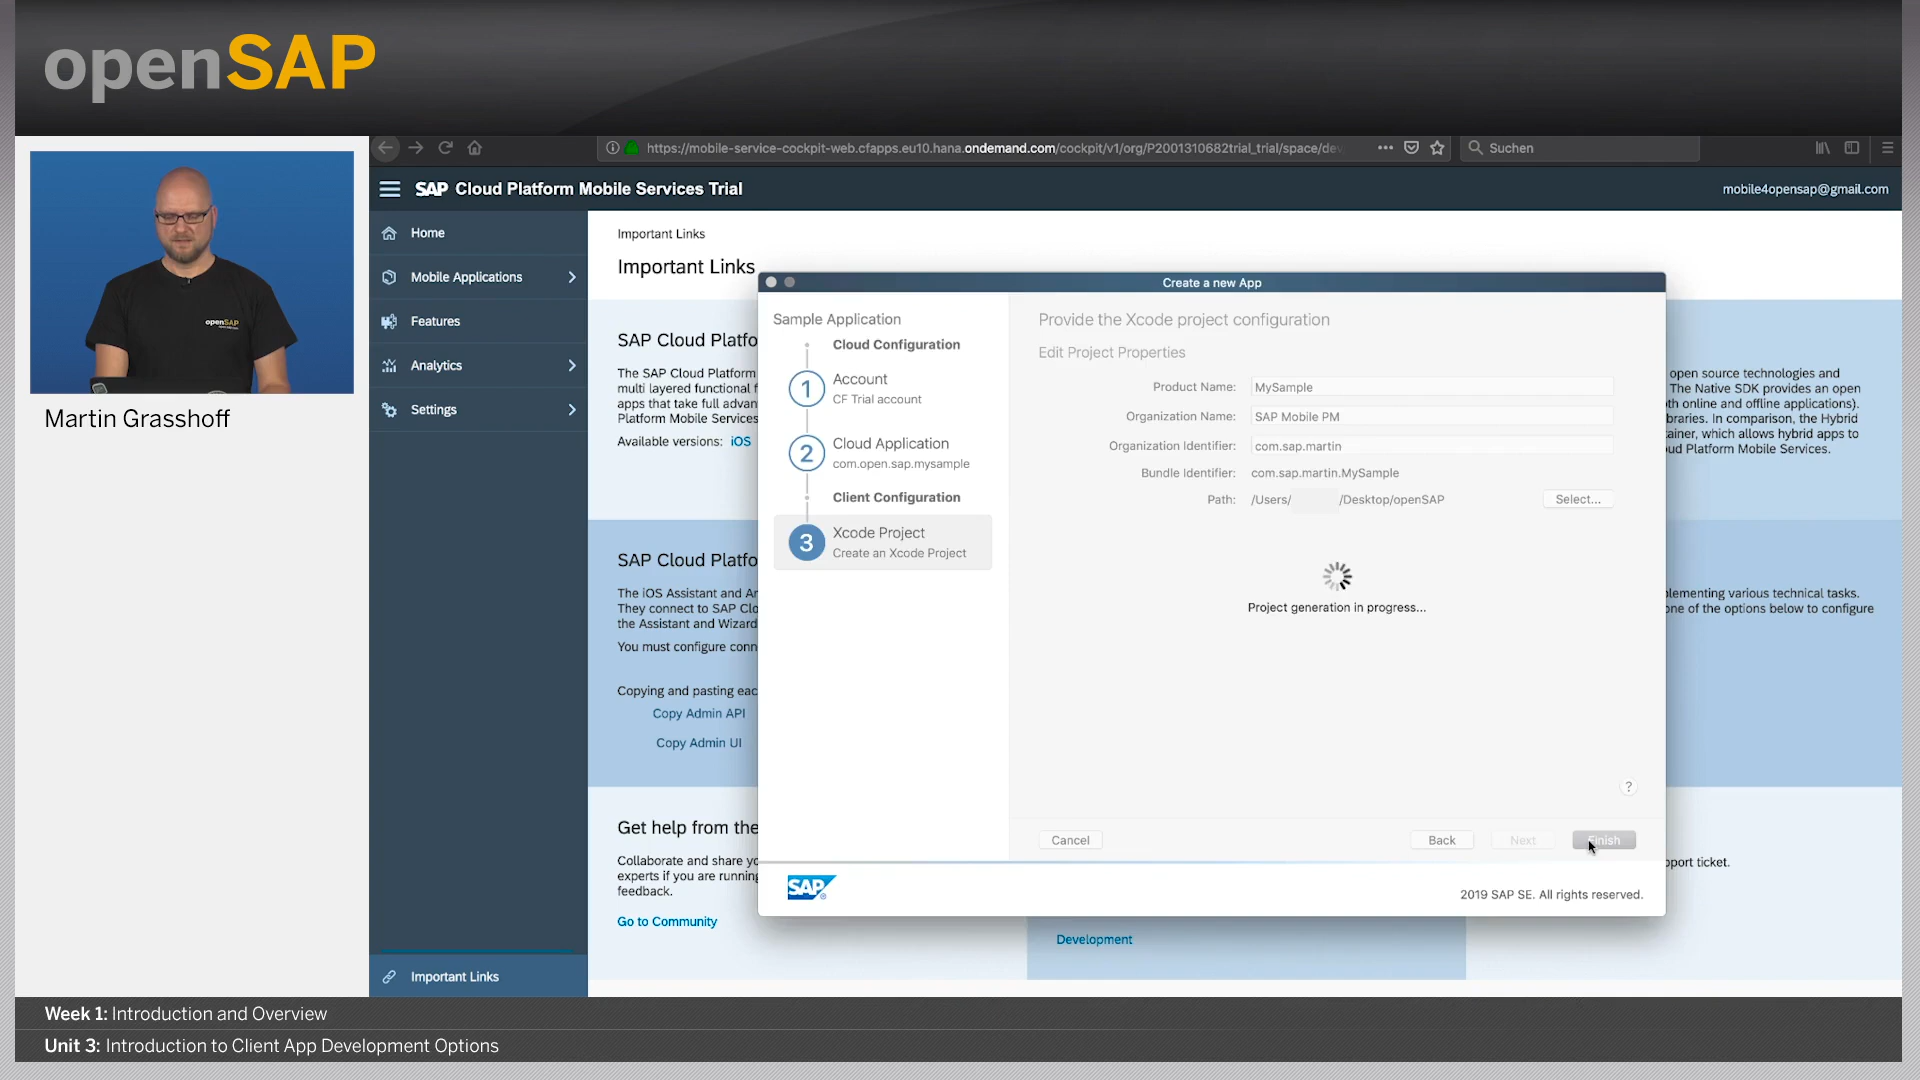 openSAP
https://mobile-service-cockpit-web.cfapps.eu10.hana.ondemand.com/cockpit/v1/org/P2001310682trial_trial/space/dev
Suchen
SAP Cloud Platform Mobile Services Trial
mobile4opensap@gmail.com
Home
Mobile Applications
Features
Analytics
Settings
Important Links
Important Links
Important Links
SAP Cloud Platfo
The SAP Cloud Platform
multi layered functional f
apps that take full advan
Platform Mobile Services
Available versions: iOS
open source technologies and
The Native SDK provides an open
oth online and offline applications).
braries. In comparison, the Hybrid
tainer, which allows hybrid apps to
oud Platform Mobile Services.
SAP Cloud Platfo
The iOS Assistant and An
They connect to SAP Clo
the Assistant and Wizard
You must configure conn
Copying and pasting eac
Copy Admin API
Copy Admin UI
plementing various technical tasks.
one of the options below to configure
Get help from the
Collaborate and share yo
experts if you are running
feedback.
Go to Community
Development
pport ticket.
Create a new App
Sample Application
Cloud Configuration
1
Account
CF Trial account
2
Cloud Application
com.open.sap.mysample
Client Configuration
3
Xcode Project
Create an Xcode Project
Provide the Xcode project configuration
Edit Project Properties
Product Name: MySample
Organization Name: SAP Mobile PM
Organization Identifier: com.sap.martin
Bundle Identifier: com.sap.martin.MySample
Path: /Users/ /Desktop/openSAP Select...
Project generation in progress...
?
Cancel Back Next Finish
SAP
2019 SAP SE. All rights reserved.
openSAP
Martin Grasshoff
Week 1: Introduction and Overview
Unit 3: Introduction to Client App Development Options